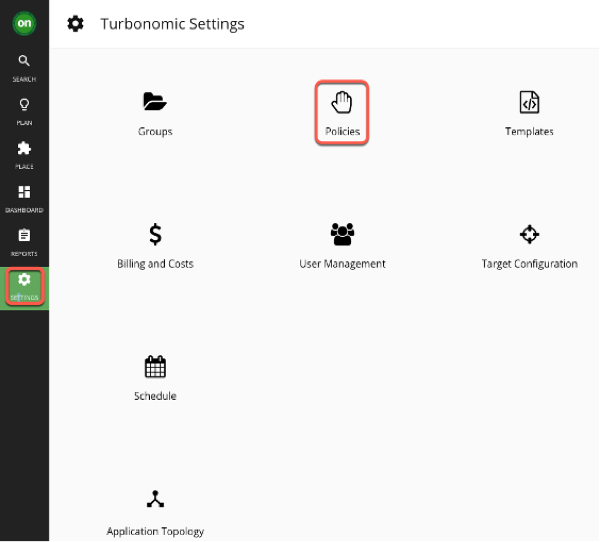 on
Turbonomic Settings
SEARCH
PLAN
PLACE
DASHBOARD
REPORTS
SETTINGS
Groups
Policies
Templates
Billing and Costs
User Management
Target Configuration
Schedule
Application Topology